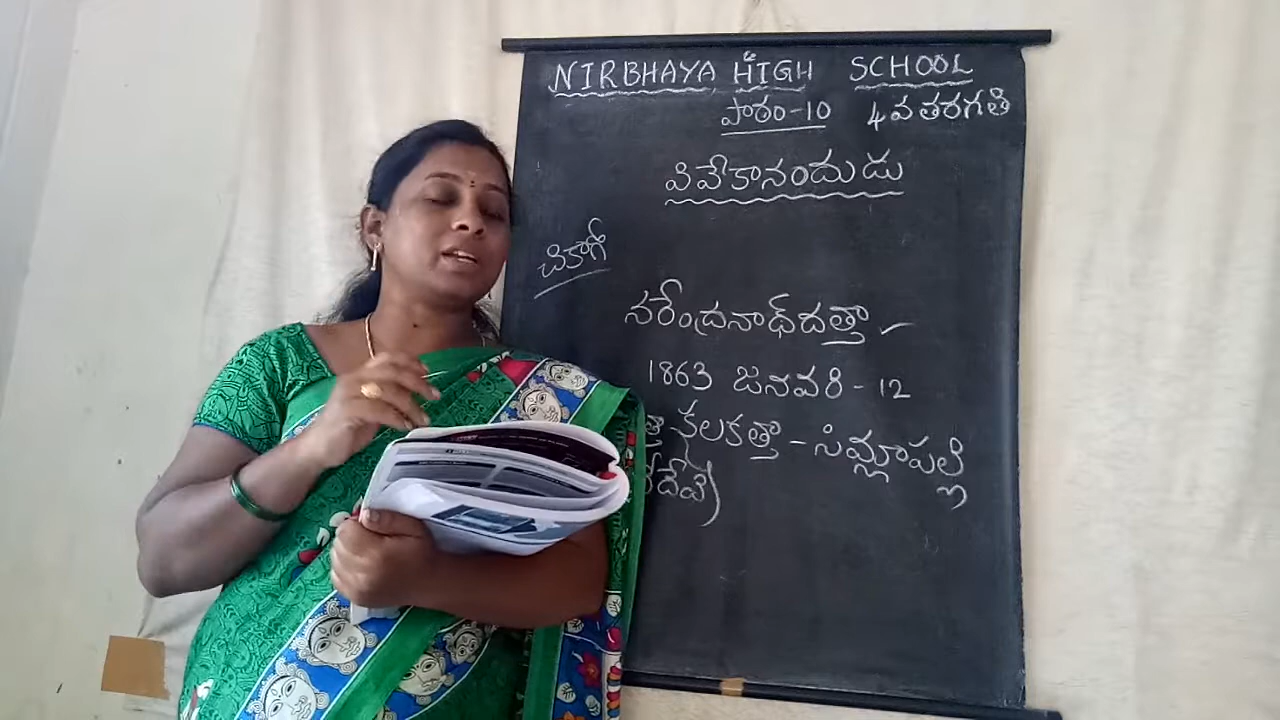 NIRBHAYA HIGH SCHOOL
పాఠం-10 4వ తరగతి
వివేకానందుడు
చికాగో
నరేంద్రనాథ్‌దత్తా
1863 జనవరి - 12
కలకత్తా - సిమ్లాపల్లి